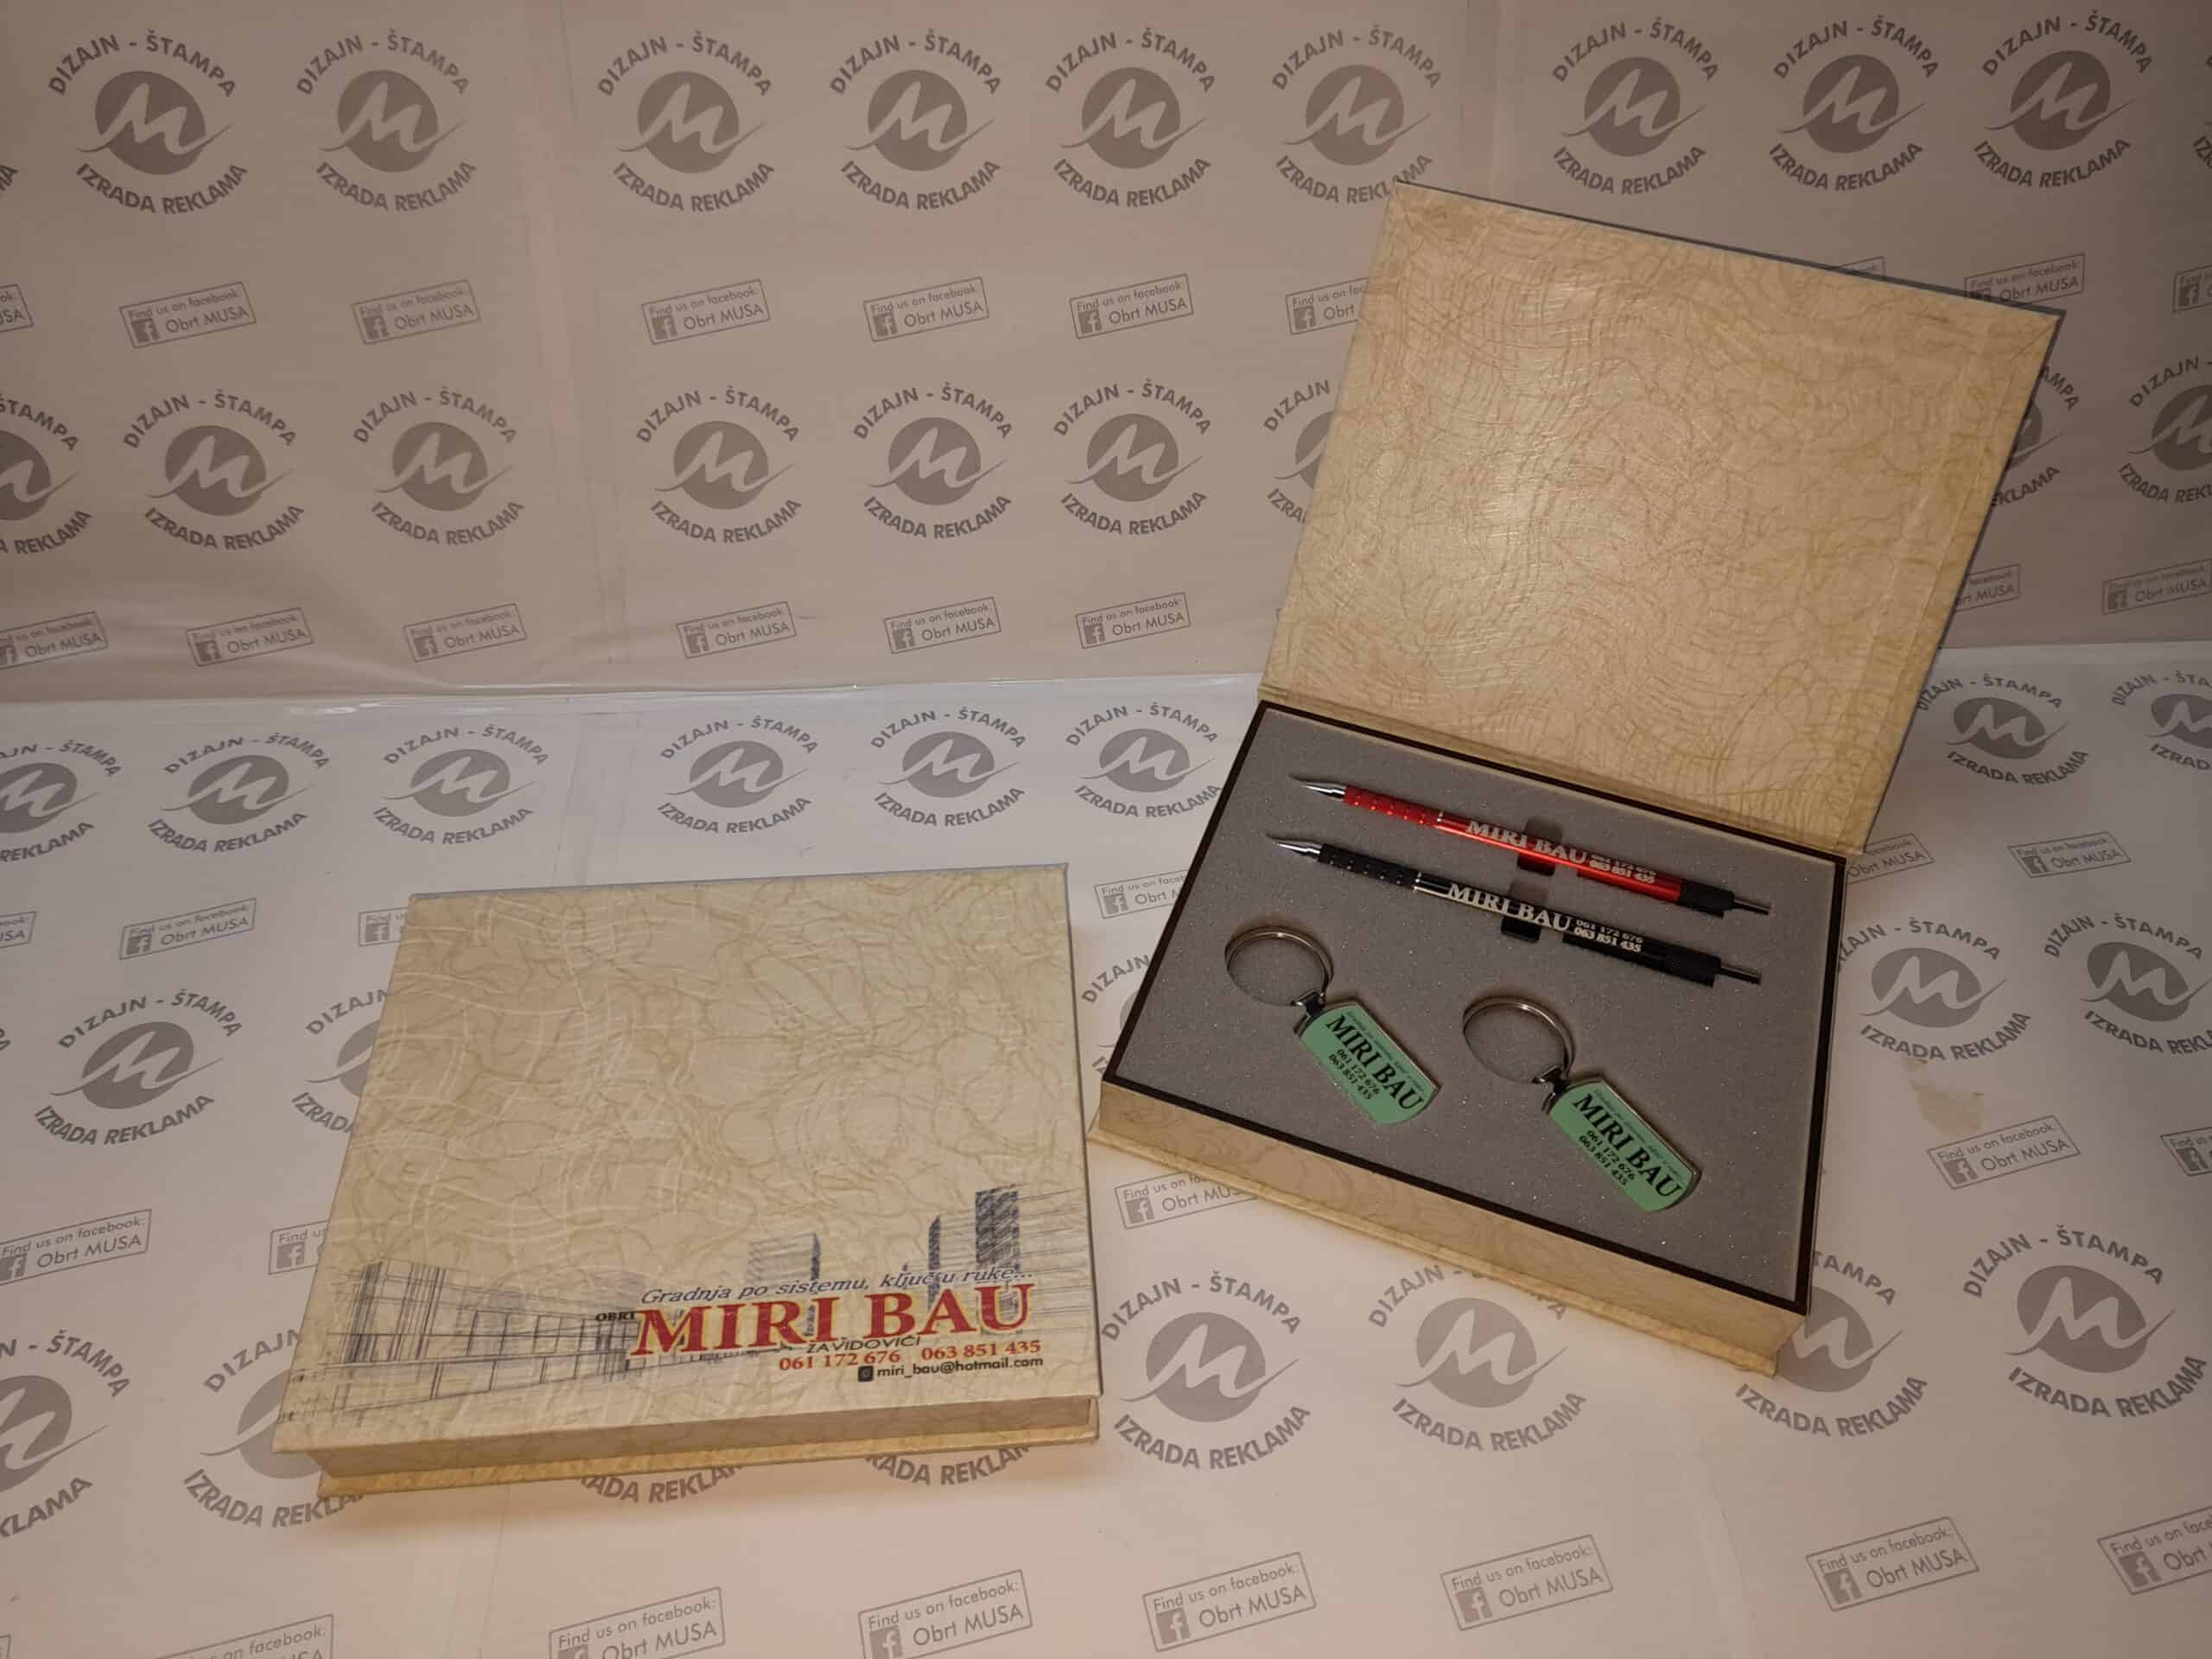 DIZAJN - ŠTAMPA
IZRADA REKLAMA
Find us on facebook:
Obrt MUSA
MIRI BAU 061 172 676
063 851 435
MIRI BAU 061 172 676
063 851 435
MIRI BAU
061 172 676
063 851 435
MIRI BAU
061 172 676
063 851 435
Gradnja po sistemu, ključ u ruke...
OBRT MIRI BAU
ZAVIDOVIĆI
061 172 676 063 851 435
miri_bau@hotmail.com